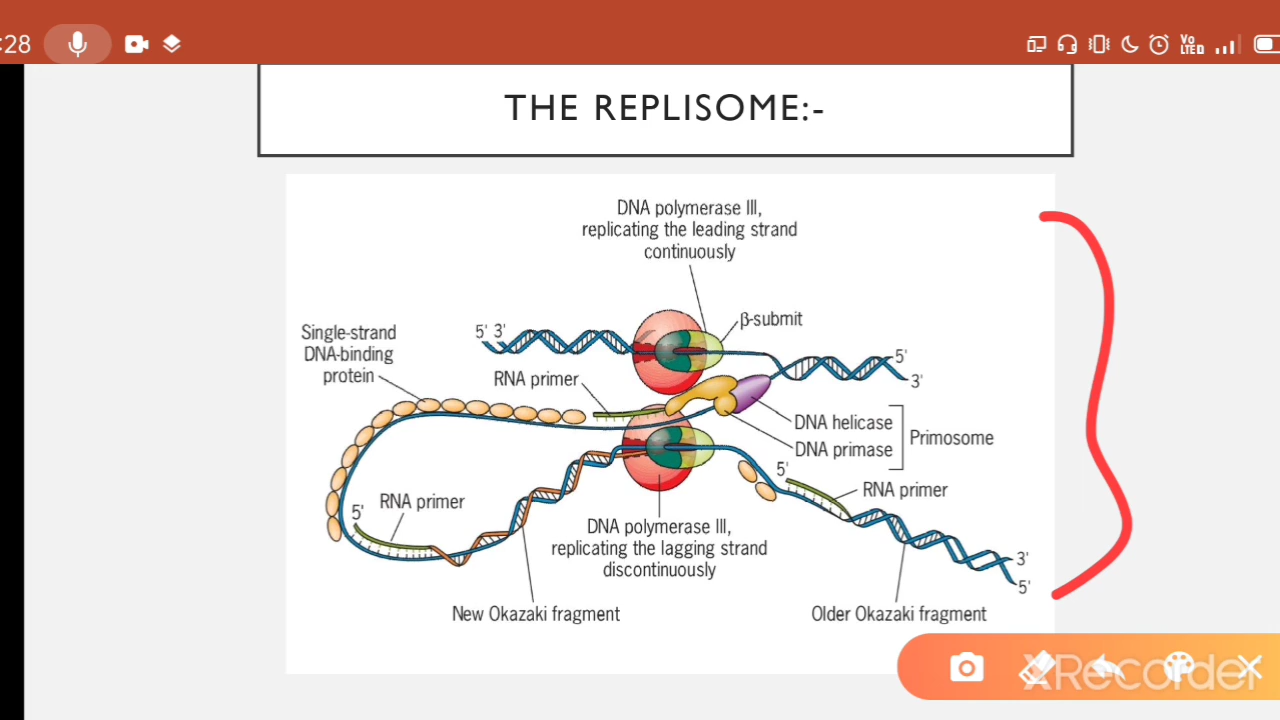 :28
Vo
LTE D
THE REPLISOME:-
DNA polymerase III,
replicating the leading strand
continuously
Single-strand
DNA-binding
protein
5' 3'
β-submit
RNA primer
5'
3'
DNA helicase
DNA primase
Primosome
5'
RNA primer
RNA primer
5'
DNA polymerase III,
replicating the lagging strand
discontinuously
3'
5'
New Okazaki fragment
Older Okazaki fragment
XRecorder